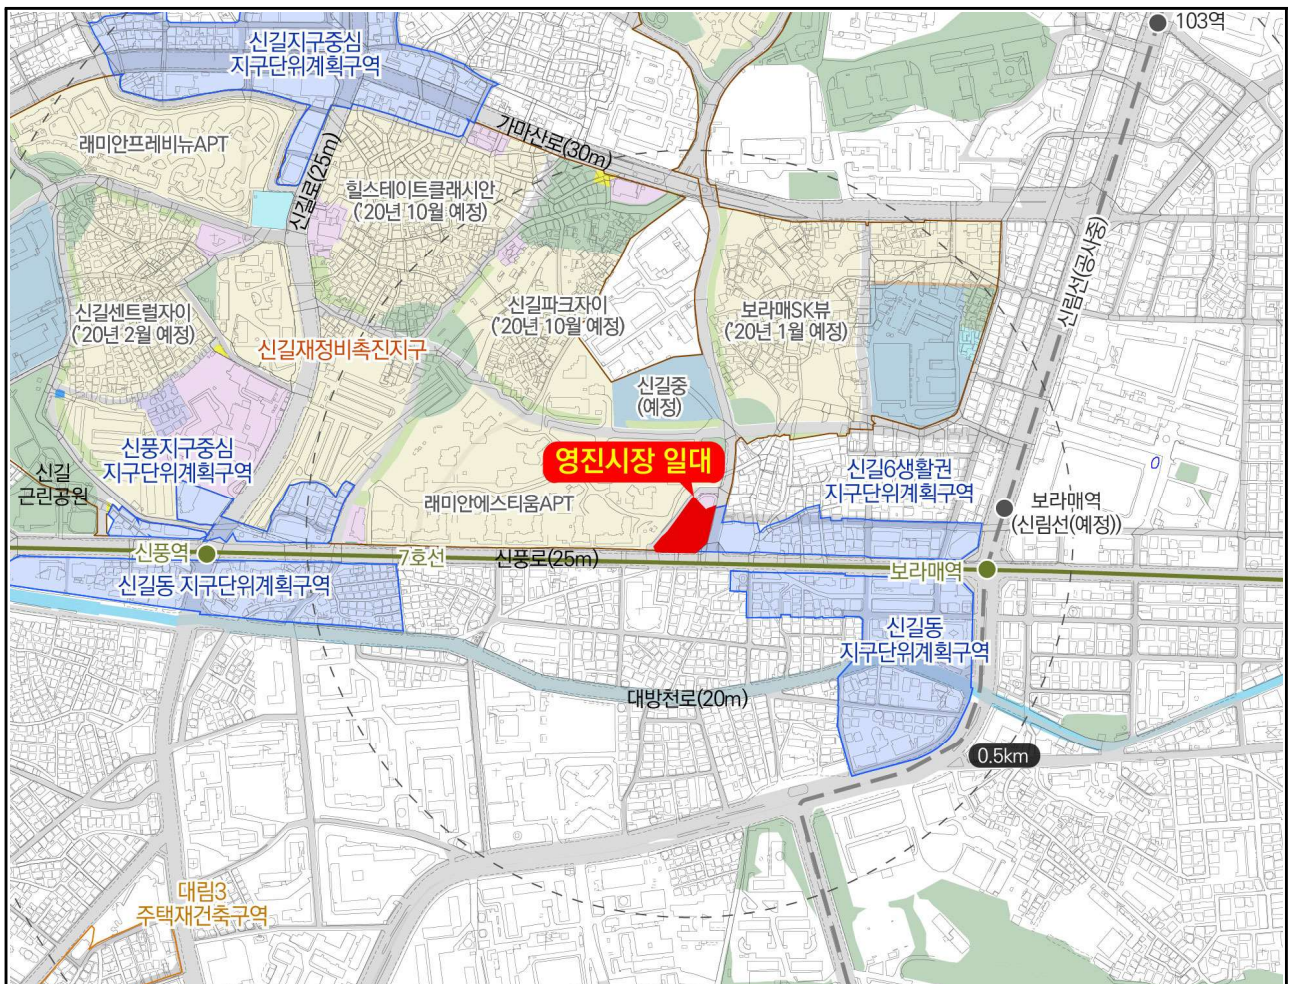 103역
신길지구중심
지구단위계획구역
가마산로(30m)
래미안프레비뉴APT
신길로(25m)
힐스테이트클래시안
('20년 10월 예정)
신림선(공사중)
신길센트럴자이
('20년 2월 예정)
신길파크자이
('20년 10월 예정)
보라매SK뷰
('20년 1월 예정)
신길재정비촉진지구
신길중
(예정)
신풍지구중심
지구단위계획구역
영진시장 일대
신길6생활권
지구단위계획구역
신길
근린공원
래미안에스티움APT
보라매역
(신림선(예정))
신풍역
7호선
신풍로(25m)
보라매역
신길동 지구단위계획구역
신길동
지구단위계획구역
대방천로(20m)
0.5km
대림3
주택재건축구역